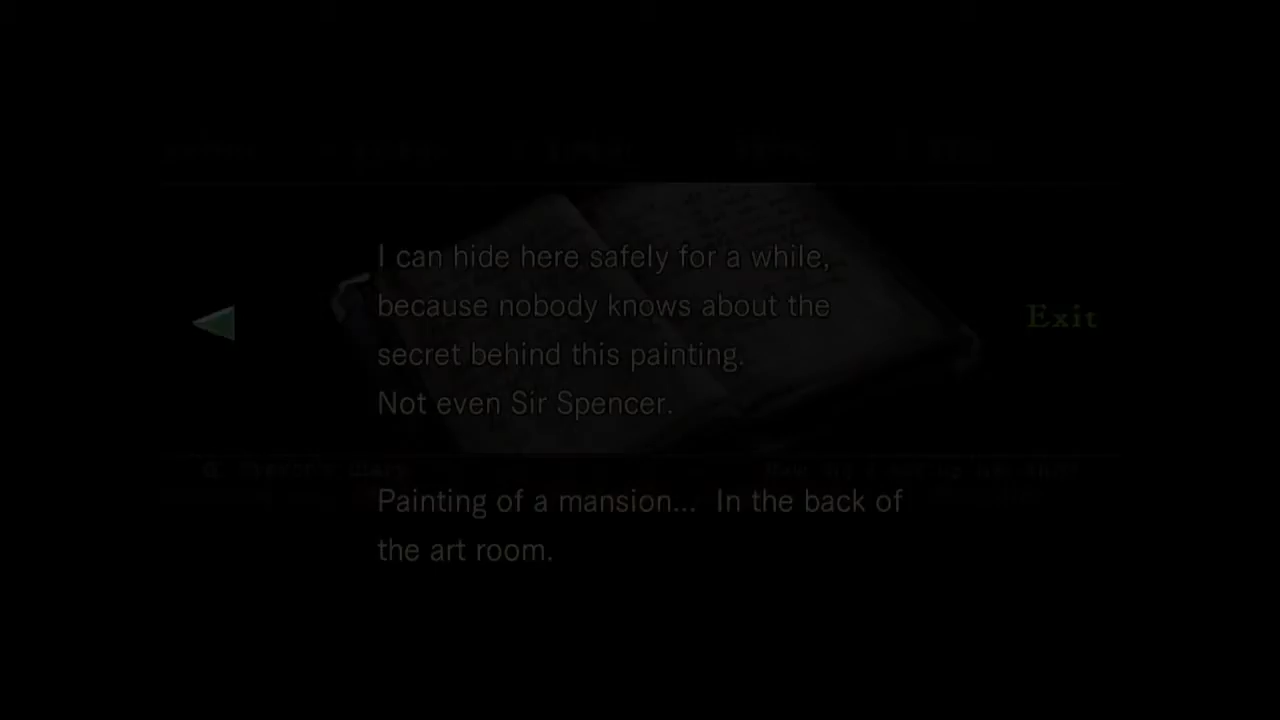 I can hide here safely for a while,
because nobody knows about the
Exit
secret behind this painting.
Not even Sir Spencer.
Painting of a mansion... In the back of
the art room.